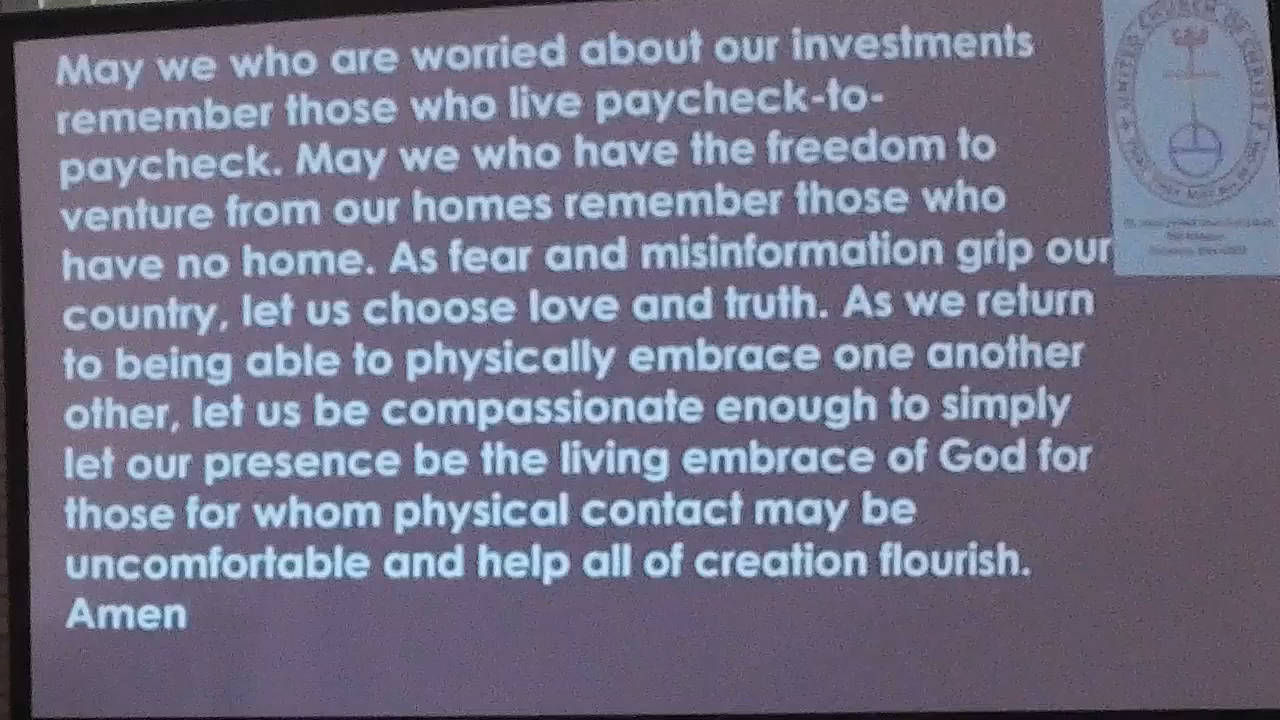 May we who are worried about our investments
remember those who live paycheck-to-
paycheck. May we who have the freedom to
venture from our homes remember those who
have no home. As fear and misinformation grip our
country, let us choose love and truth. As we return
to being able to physically embrace one another
other, let us be compassionate enough to simply
let our presence be the living embrace of God for
those for whom physical contact may be
uncomfortable and help all of creation flourish.
Amen
UNITED CHURCH OF CHRIST